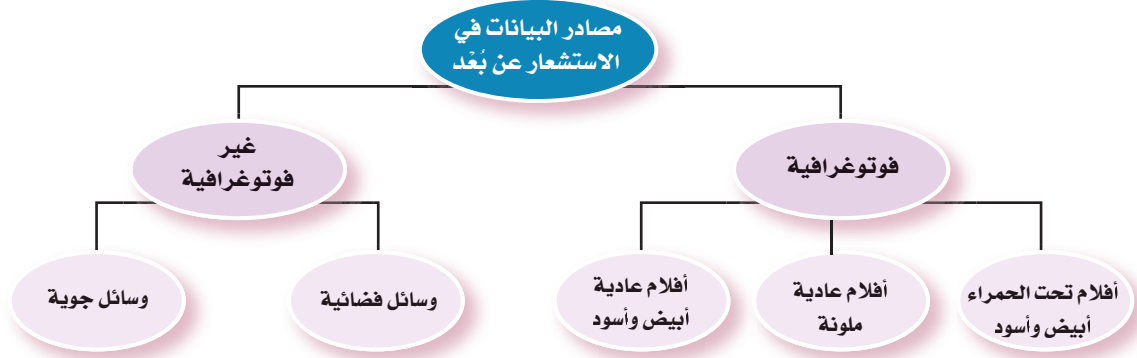 مصادر البيانات في
الاستشعار عن بُعْد
فوتوغرافية
غير
فوتوغرافية
أفلام تحت الحمراء
أبيض وأسود
أفلام عادية
ملونة
أفلام عادية
أبيض وأسود
وسائل فضائية
وسائل جوية